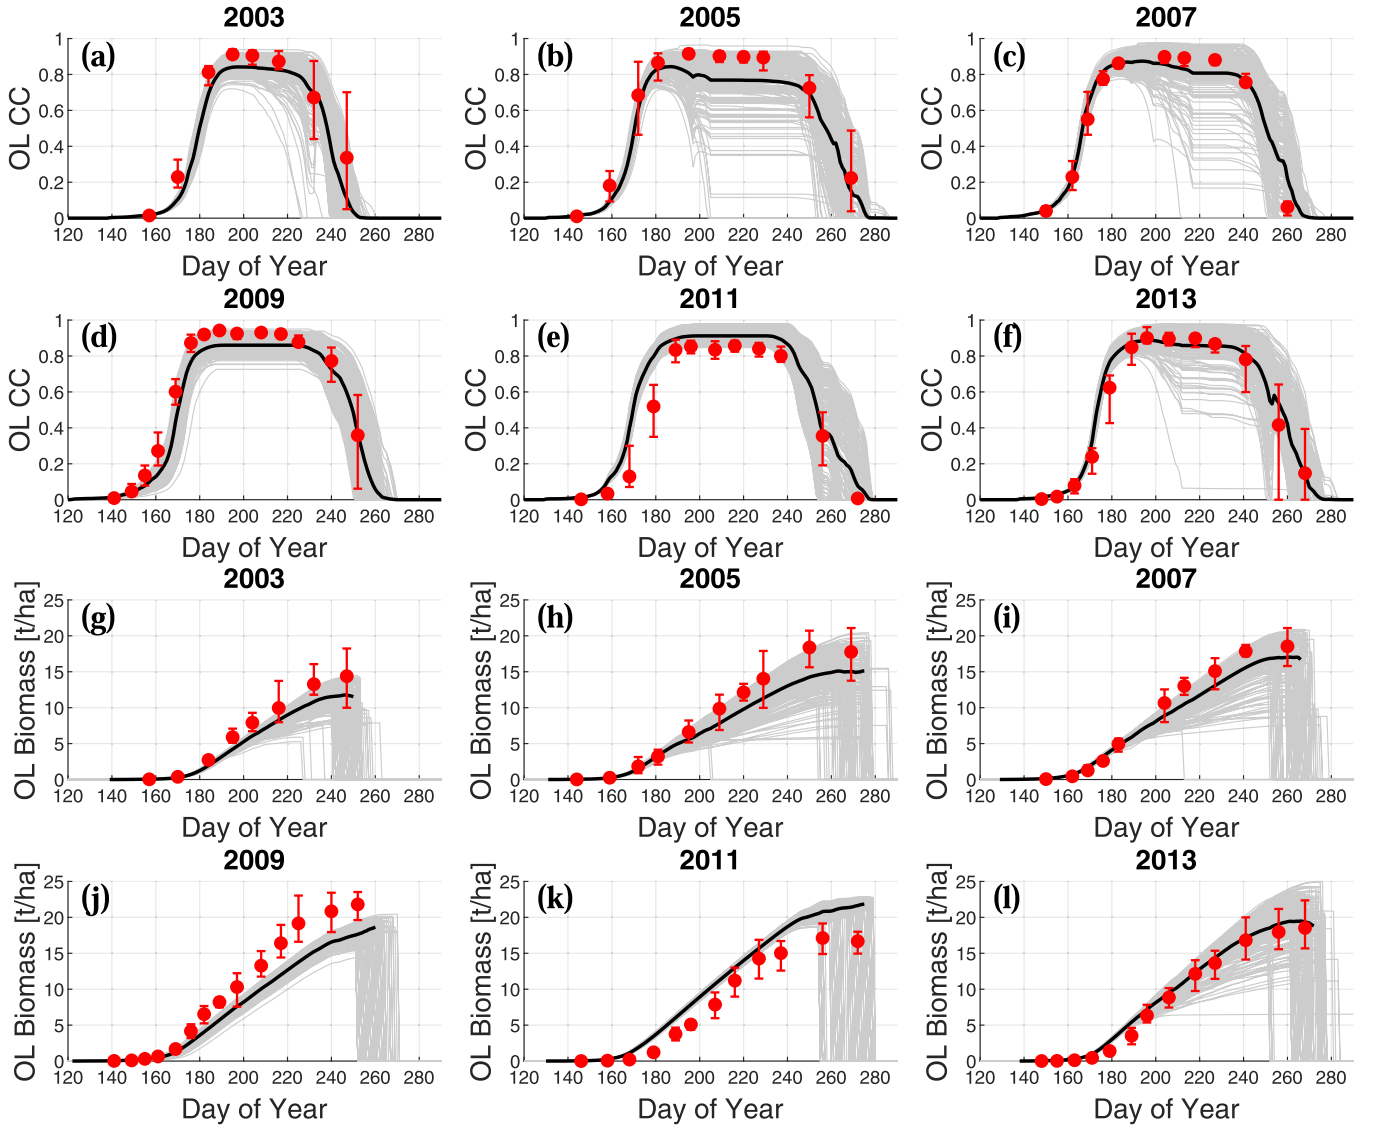 2003 2005 2007
(a) (b) (c)
OL CC OL CC OL CC
1 0.8 0.6 0.4 0.2 0
1 0.8 0.6 0.4 0.2 0
1 0.8 0.6 0.4 0.2 0
120 140 160 180 200 220 240 260 280 120 140 160 180 200 220 240 260 280 120 140 160 180 200 220 240 260 280
Day of Year Day of Year Day of Year
2009 2011 2013
(d) (e) (f)
OL CC OL CC OL CC
1 0.8 0.6 0.4 0.2 0
1 0.8 0.6 0.4 0.2 0
1 0.8 0.6 0.4 0.2 0
120 140 160 180 200 220 240 260 280 120 140 160 180 200 220 240 260 280 120 140 160 180 200 220 240 260 280
Day of Year Day of Year Day of Year
2003 2005 2007
(g) (h) (i)
OL Biomass [t/ha] OL Biomass [t/ha] OL Biomass [t/ha]
25 20 15 10 5 0
25 20 15 10 5 0
25 20 15 10 5 0
120 140 160 180 200 220 240 260 280 120 140 160 180 200 220 240 260 280 120 140 160 180 200 220 240 260 280
Day of Year Day of Year Day of Year
2009 2011 2013
(j) (k) (l)
OL Biomass [t/ha] OL Biomass [t/ha] OL Biomass [t/ha]
25 20 15 10 5 0
25 20 15 10 5 0
25 20 15 10 5 0
120 140 160 180 200 220 240 260 280 120 140 160 180 200 220 240 260 280 120 140 160 180 200 220 240 260 280
Day of Year Day of Year Day of Year